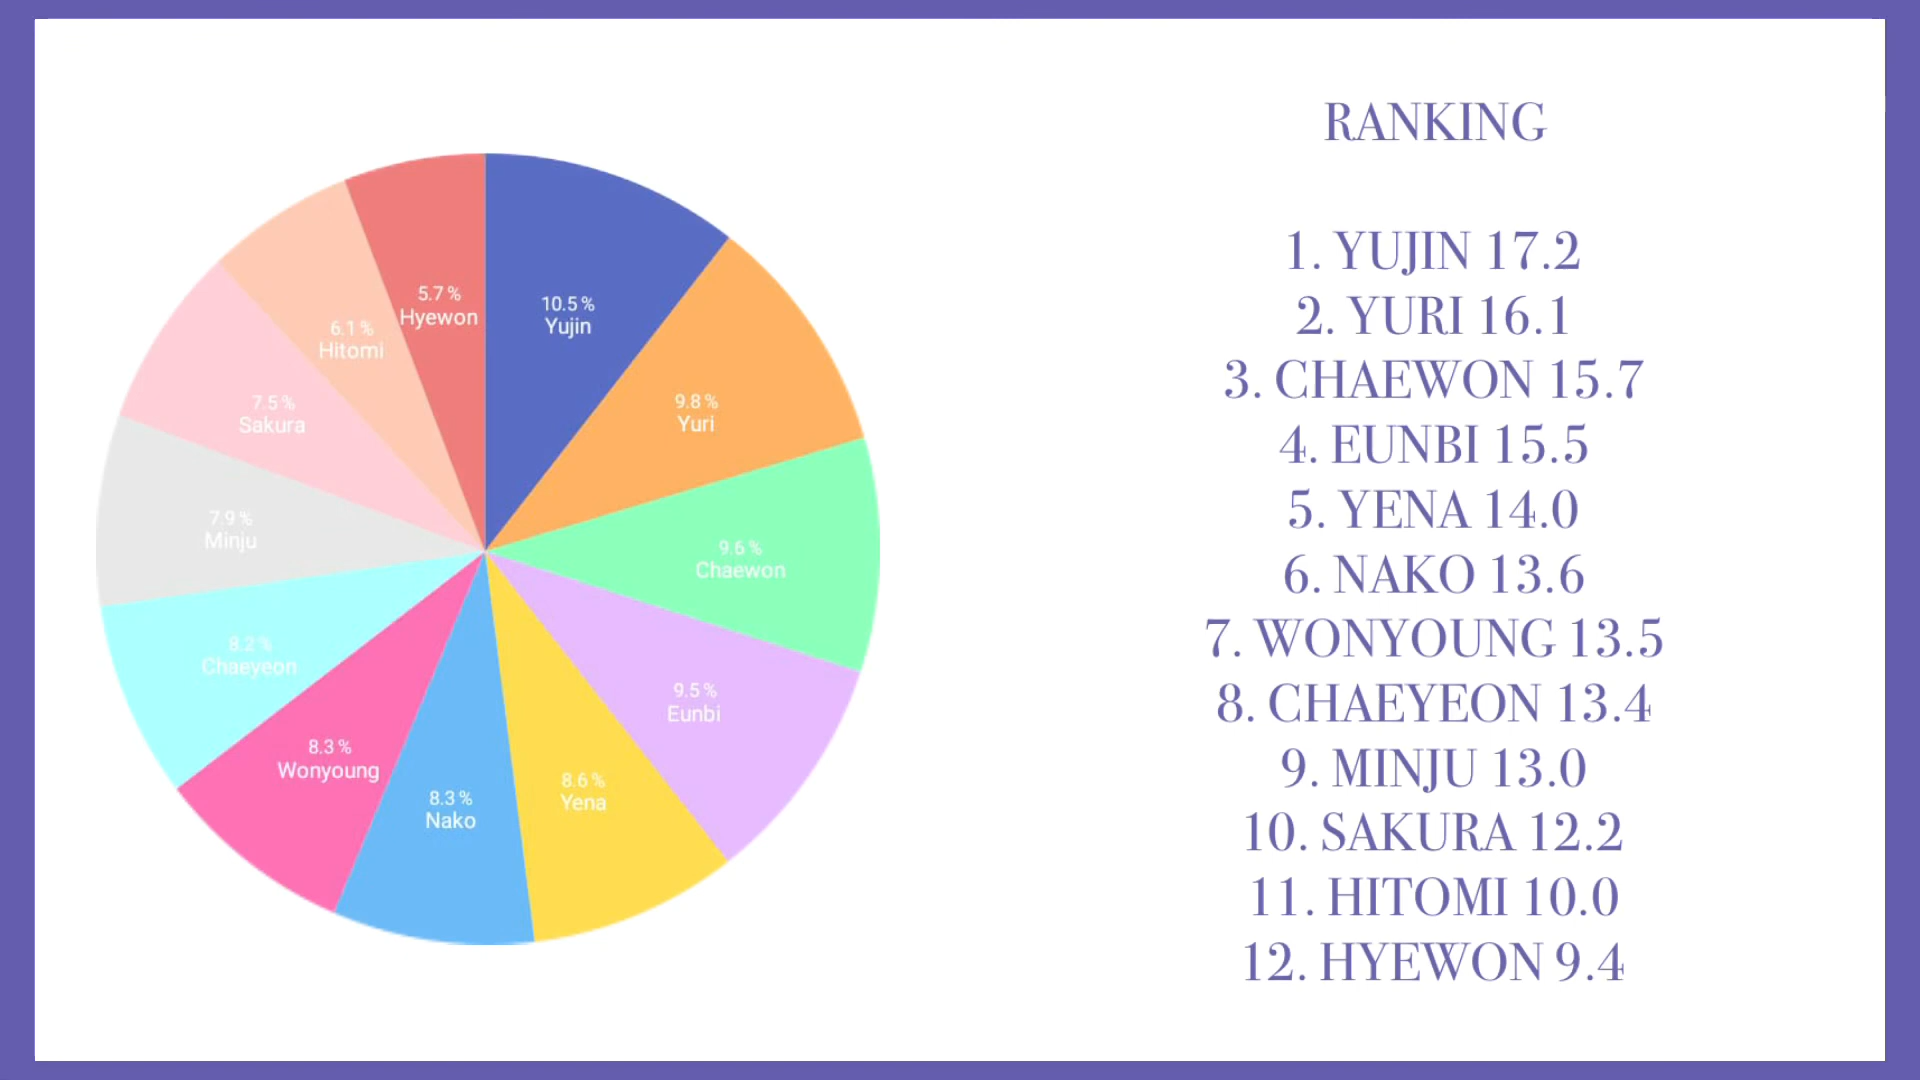 5.7 %
Hyewon
10.5 %
Yujin
6.1 %
Hitomi
9.8 %
Yuri
7.5 %
Sakura
7.9 %
Minju
9.6 %
Chaewon
8.2 %
Chaeyeon
9.5 %
Eunbi
8.3 %
Wonyoung
8.3 %
Nako
8.6 %
Yena
RANKING
1. YUJIN 17.2
2. YURI 16.1
3. CHAEWON 15.7
4. EUNBI 15.5
5. YENA 14.0
6. NAKO 13.6
7. WONYOUNG 13.5
8. CHAEYEON 13.4
9. MINJU 13.0
10. SAKURA 12.2
11. HITOMI 10.0
12. HYEWON 9.4